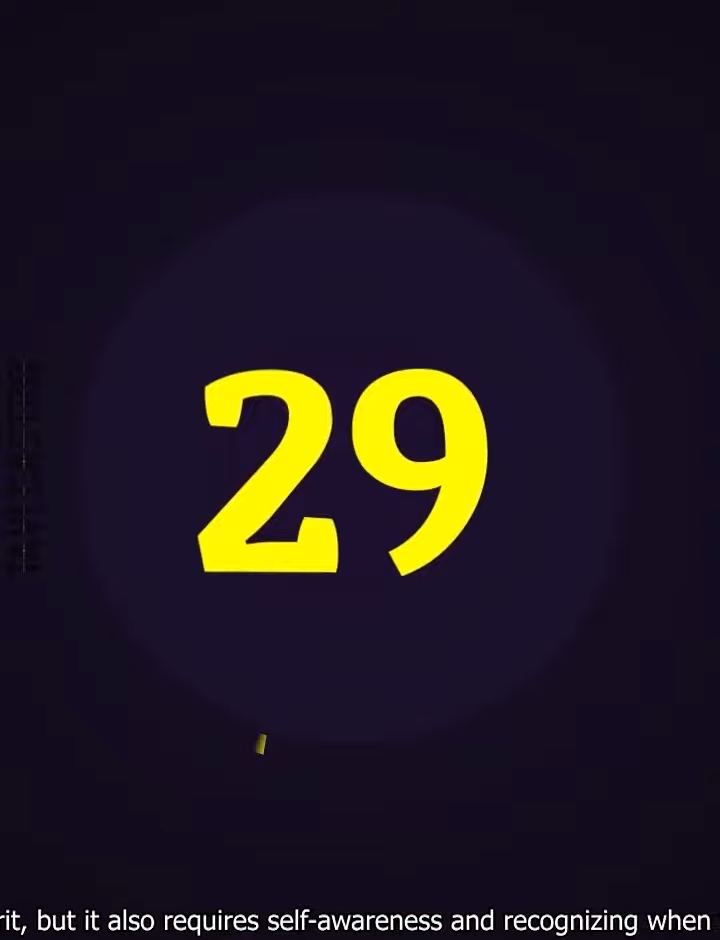 29
rit, but it also requires self-awareness and recognizing when